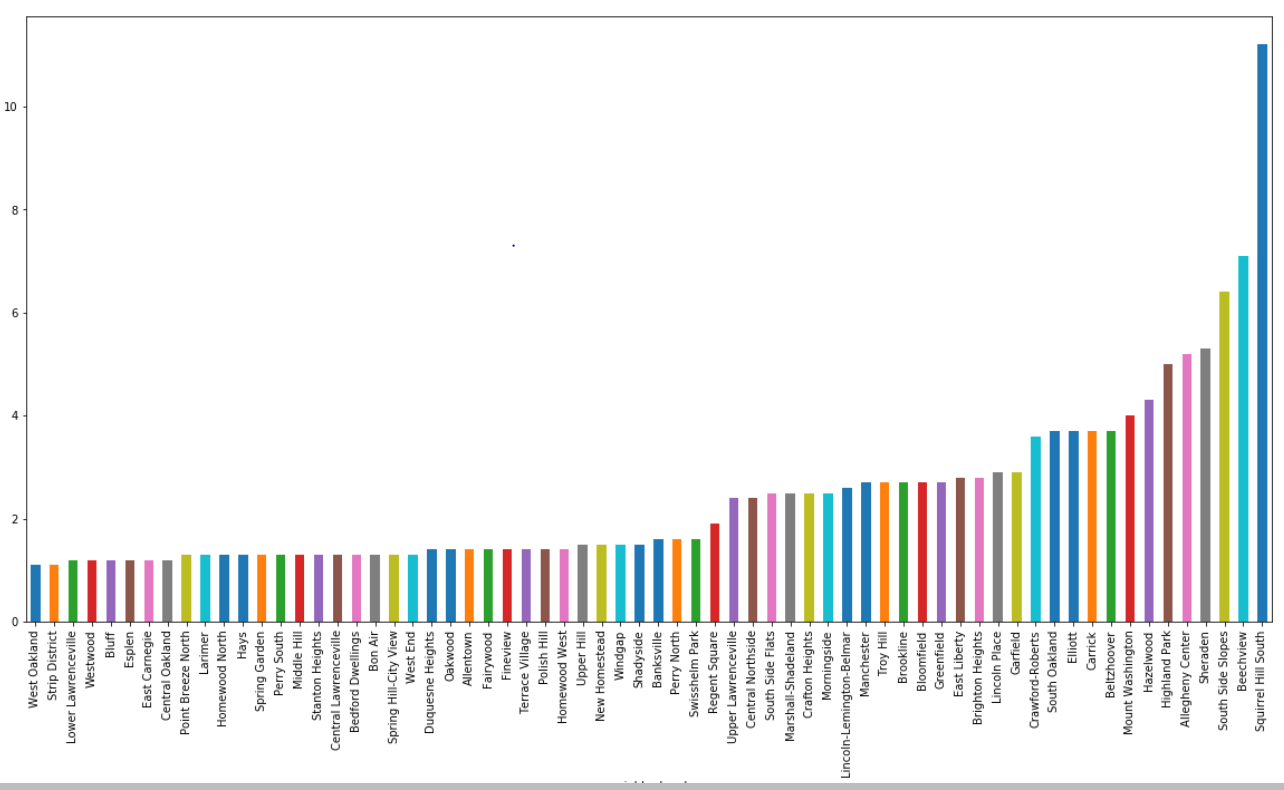 10
8
6
4
2
0
West Oakland
Strip District
Lower Lawrenceville
Westwood
Bluff
Esplen
East Carnegie
Central Oakland
Point Breeze North
Larimer
Homewood North
Hays
Spring Garden
Perry South
Middle Hill
Stanton Heights
Central Lawrenceville
Bedford Dwellings
Bon Air
Spring Hill-City View
West End
Duquesne Heights
Oakwood
Allentown
Fairywood
Fineview
Terrace Village
Polish Hill
Homewood West
Upper Hill
New Homestead
Windgap
Shadyside
Banksville
Perry North
Swisshelm Park
Regent Square
Upper Lawrenceville
Central Northside
South Side Flats
Marshall-Shadeland
Crafton Heights
Morningside
Lincoln-Lemington-Belmar
Manchester
Troy Hill
Brookline
Bloomfield
Greenfield
East Liberty
Brighton Heights
Lincoln Place
Garfield
Crawford-Roberts
South Oakland
Elliott
Carrick
Beltzhoover
Mount Washington
Hazelwood
Highland Park
Allegheny Center
Sheraden
South Side Slopes
Beechview
Squirrel Hill South